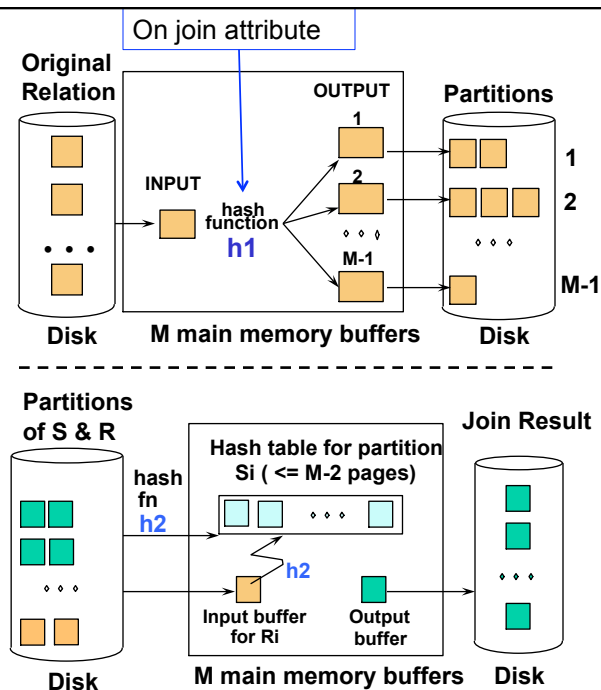 On join attribute
Original
Relation
OUTPUT
Partitions
1
INPUT
2
hash
function
h1
M-1
1
2
M-1
Disk
M main memory buffers
Disk
Partitions
of S & R
Join Result
Hash table for partition
Si ( <= M-2 pages)
hash
fn
h2
h2
Input buffer
for Ri
Output
buffer
Disk
M main memory buffers
Disk